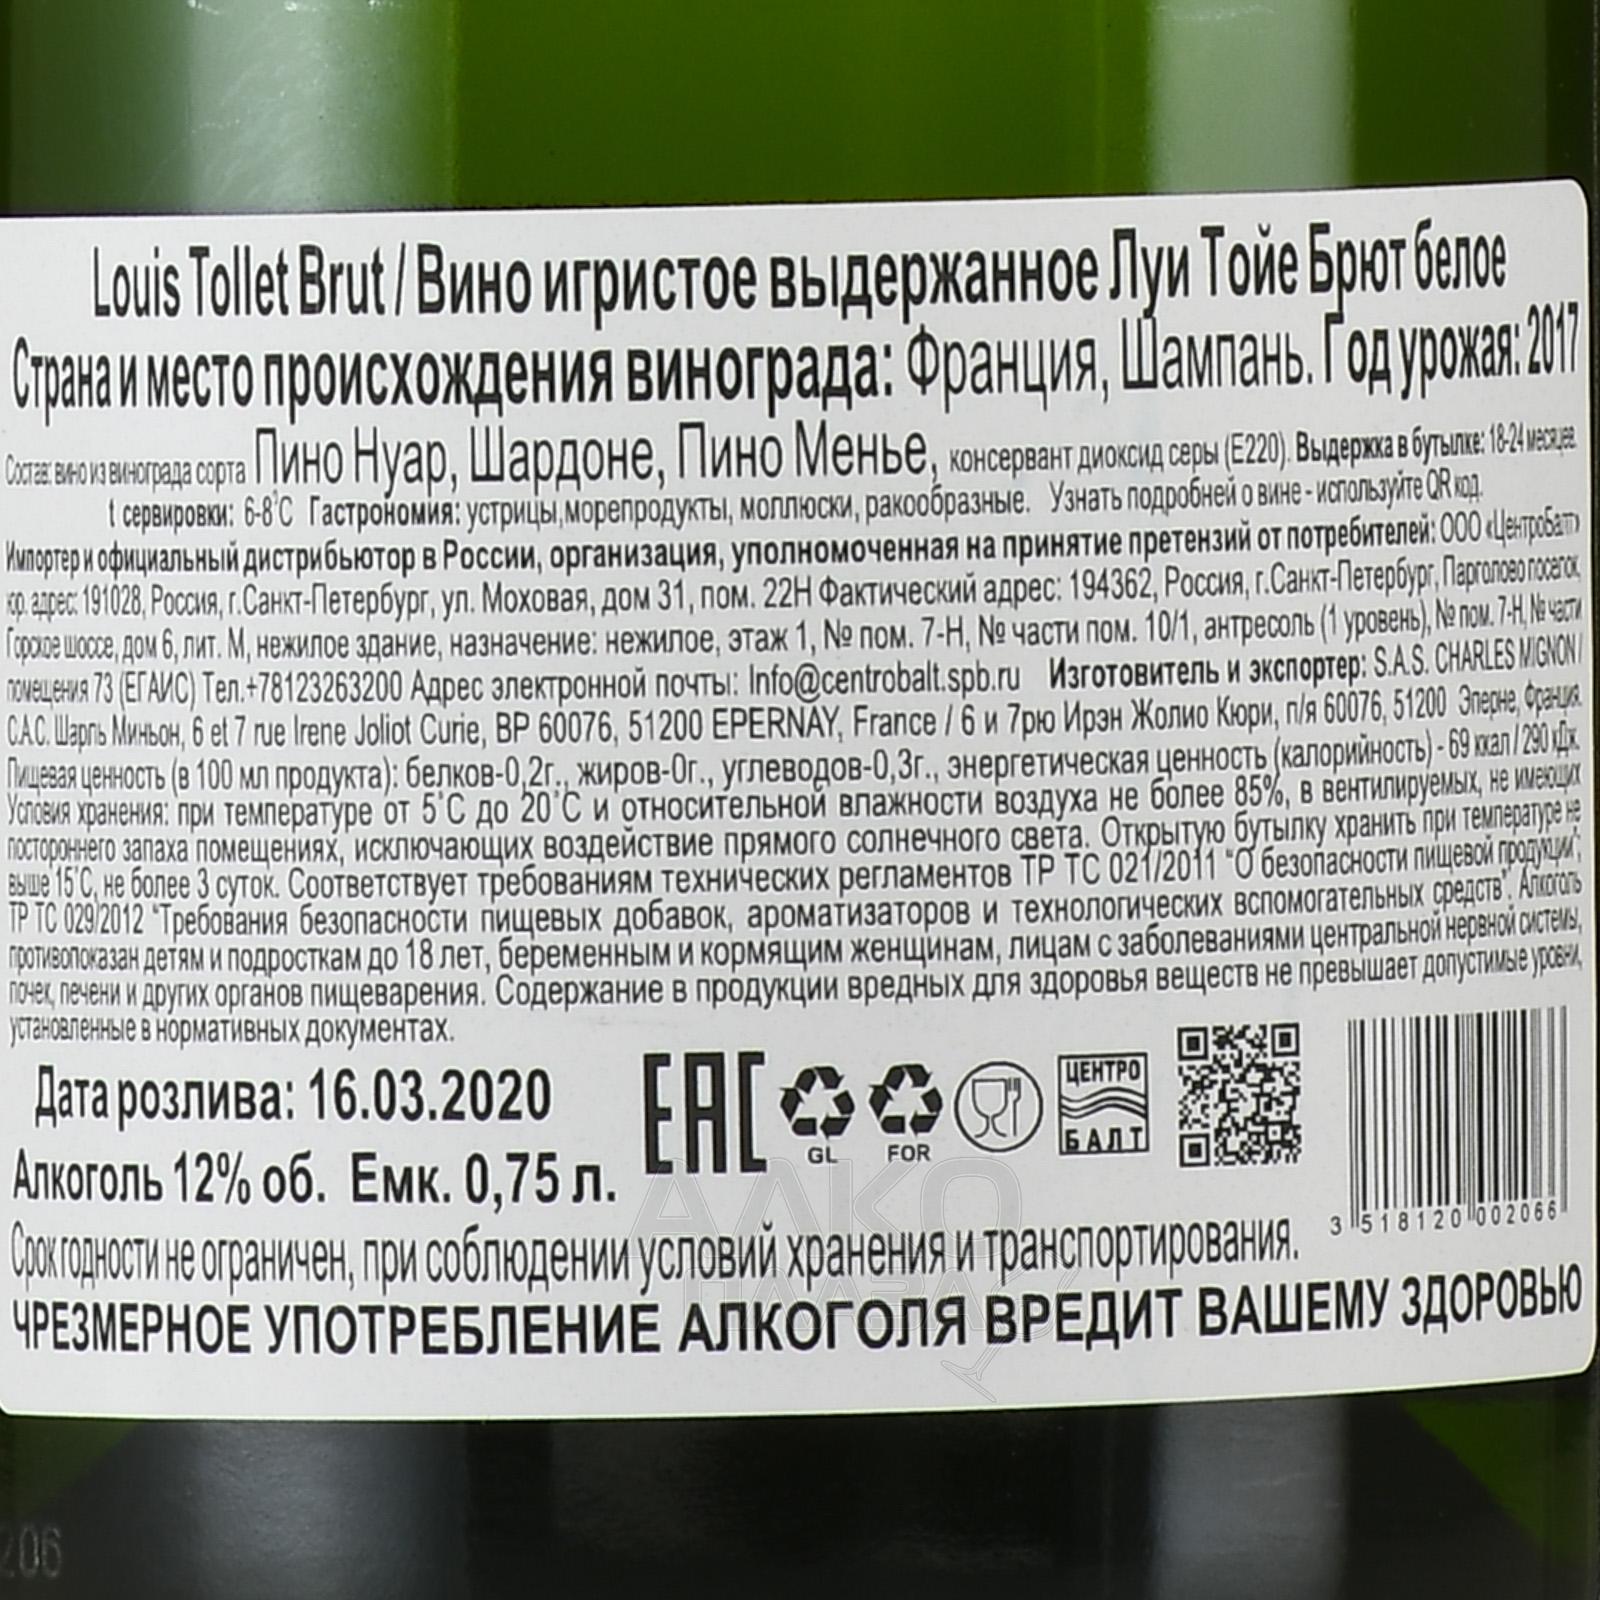 Louis Tollet Brut / Вино игристое выдержанное Луи Тойе Брют белое
Страна и место происхождения винограда: Франция, Шампань. Год урожая: 2017
Состав: вино из винограда сорта Пино Нуар, Шардоне, Пино Менье, консервант диоксид серы (Е220). Выдержка в бутылке: 18-24 месяцев.
t сервировки: 6-8°С Гастрономия: устрицы,морепродукты, моллюски, ракообразные. Узнать подробней о вине - используйте QR код.
Импортер и официальный дистрибьютор в России, организация, уполномоченная на принятие претензий от потребителей: ООО «ЦентроБалт»
юр. адрес: 191028, Россия, г.Санкт-Петербург, ул. Моховая, дом 31, пом. 22Н Фактический адрес: 194362, Россия, г.Санкт-Петербург, Парголово поселок,
Горское шоссе, дом 6, лит. М, нежилое здание, назначение: нежилое, этаж 1, № пом. 7-Н, № части пом. 10/1, антресоль (1 уровень), № пом. 7-Н, № части
помещения 73 (ЕГАИС) Тел.+78123263200 Адрес электронной почты: Info@centrobalt.spb.ru Изготовитель и экспортер: S.A.S. CHARLES MIGNON /
С.А.С. Шарль Миньон, 6 et 7 rue Irene Joliot Curie, BP 60076, 51200 EPERNAY, France / 6 и 7рю Ирэн Жолио Кюри, п/я 60076, 51200 Эперне, Франция.
Пищевая ценность (в 100 мл продукта): белков-0,2г., жиров-0г., углеводов-0,3г., энергетическая ценность (калорийность) - 69 ккал / 290 кДж.
Условия хранения: при температуре от 5°С до 20°С и относительной влажности воздуха не более 85%, в вентилируемых, не имеющих
постороннего запаха помещениях, исключающих воздействие прямого солнечного света. Открытую бутылку хранить при температуре не
выше 15°С, не более 3 суток. Соответствует требованиям технических регламентов ТР ТС 021/2011 "О безопасности пищевой продукции",
ТР ТС 029/2012 "Требования безопасности пищевых добавок, ароматизаторов и технологических вспомогательных средств". Алкоголь
противопоказан детям и подросткам до 18 лет, беременным и кормящим женщинам, лицам с заболеваниями центральной нервной системы,
почек, печени и других органов пищеварения. Содержание в продукции вредных для здоровья веществ не превышает допустимые уровни,
установленные в нормативных документах.
Дата розлива: 16.03.2020
ЕАС
GL
FOR
ЦЕНТРО
БАЛТ
Алкоголь 12% об. Емк. 0,75 л.
3 518120 002066
Срок годности не ограничен, при соблюдении условий хранения и транспортирования.
ЧРЕЗМЕРНОЕ УПОТРЕБЛЕНИЕ АЛКОГОЛЯ ВРЕДИТ ВАШЕМУ ЗДОРОВЬЮ
АЛКО
ПЛАЗА
206